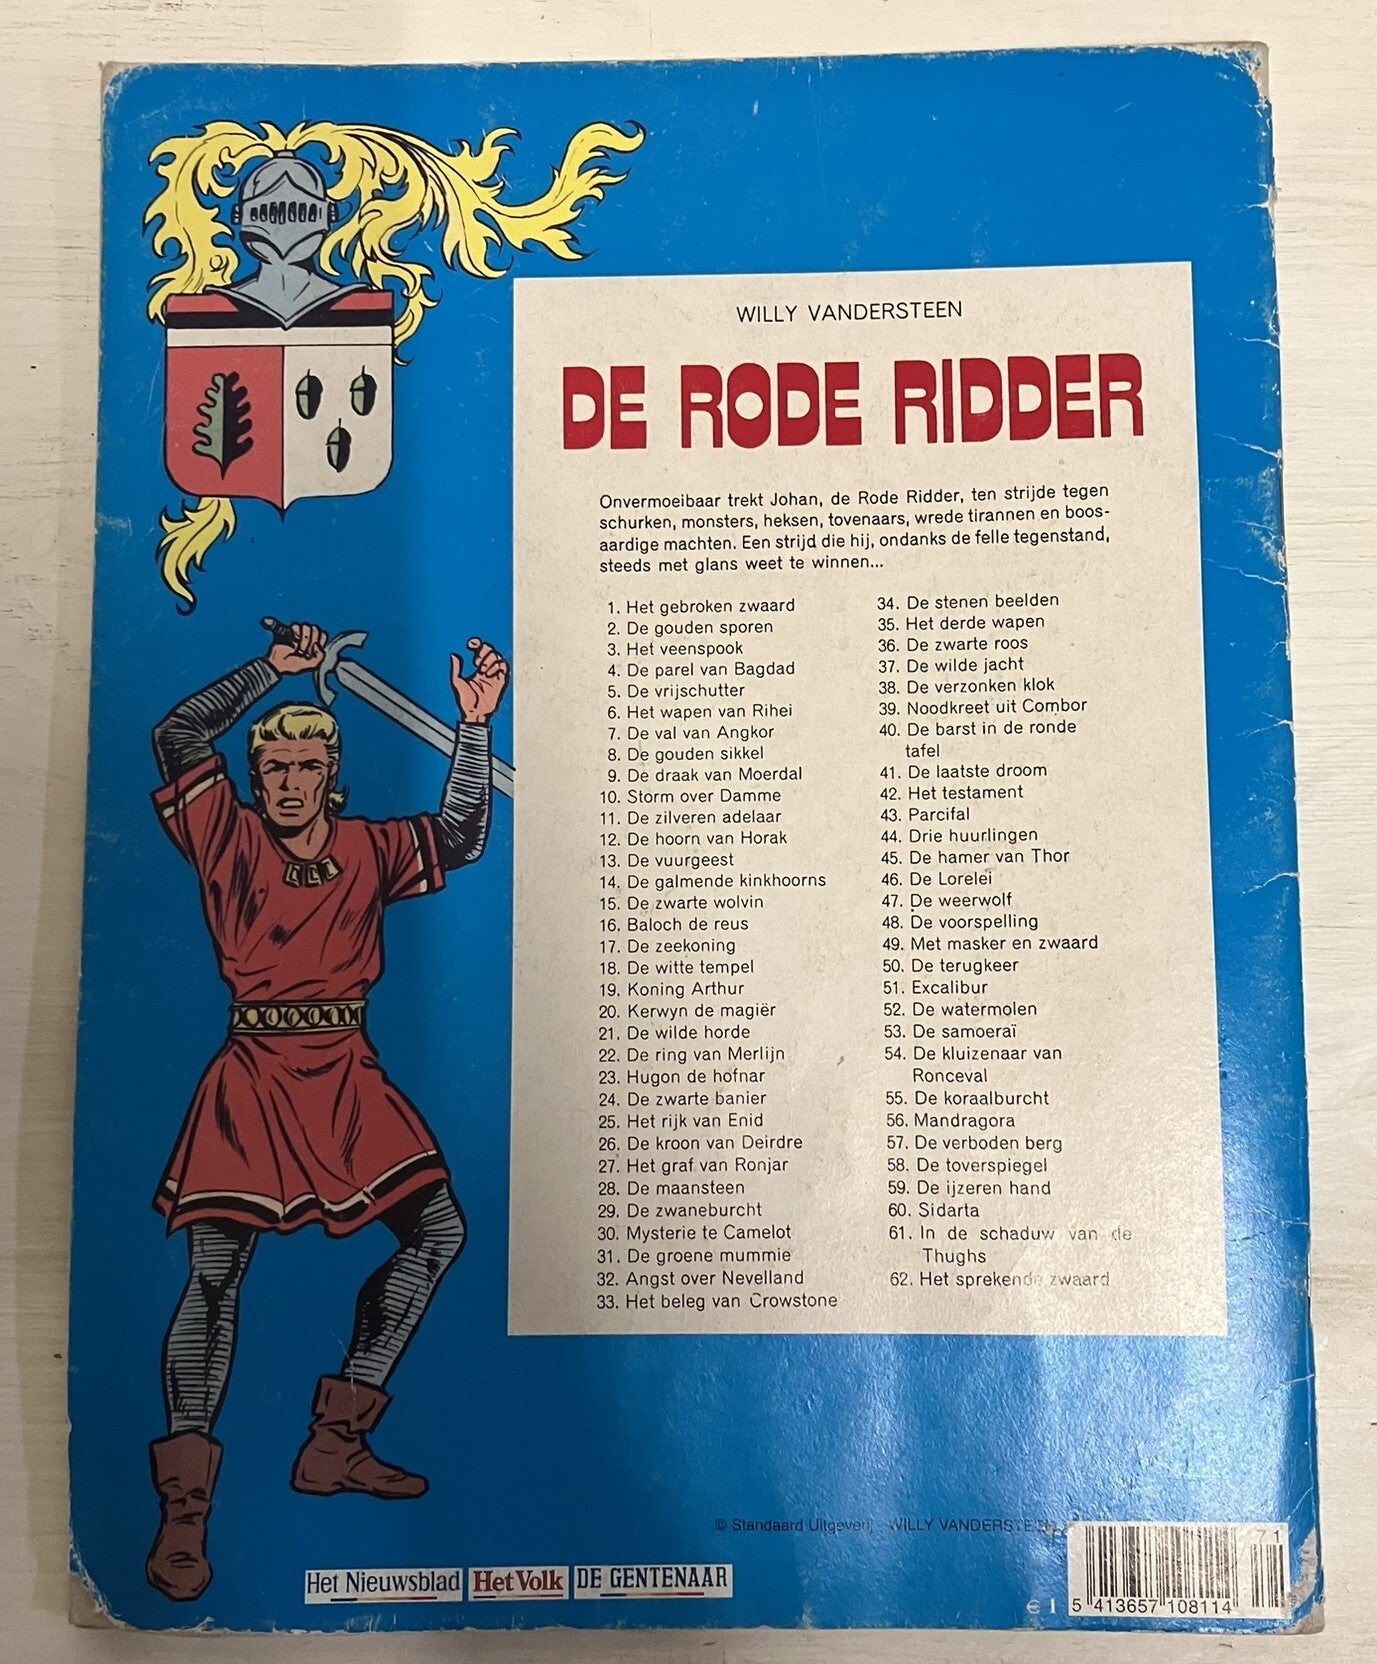 WILLY VANDERSTEEN
DE RODE RIDDER
Onvermoeibaar trekt Johan, de Rode Ridder, ten strijde tegen
schurken, monsters, heksen, tovenaars, wrede tirannen en boos-
aardige machten. Een strijd die hij, ondanks de felle tegenstand,
steeds met glans weet te winnen...
1. Het gebroken zwaard
2. De gouden sporen
3. Het veenspook
4. De parel van Bagdad
5. De vrijschutter
6. Het wapen van Rihei
7. De val van Angkor
8. De gouden sikkel
9. De draak van Moerdal
10. Storm over Damme
11. De zilveren adelaar
12. De hoorn van Horak
13. De vuurgeest
14. De galmende kinkhoorns
15. De zwarte wolvin
16. Baloch de reus
17. De zeekoning
18. De witte tempel
19. Koning Arthur
20. Kerwyn de magiër
21. De wilde horde
22. De ring van Merlijn
23. Hugon de hofnar
24. De zwarte banier
25. Het rijk van Enid
26. De kroon van Deirdre
27. Het graf van Ronjar
28. De maansteen
29. De zwaneburcht
30. Mysterie te Camelot
31. De groene mummie
32. Angst over Nevelland
33. Het beleg van Crowstone
34. De stenen beelden
35. Het derde wapen
36. De zwarte roos
37. De wilde jacht
38. De verzonken klok
39. Noodkreet uit Combor
40. De barst in de ronde
tafel
41. De laatste droom
42. Het testament
43. Parcifal
44. Drie huurlingen
45. De hamer van Thor
46. De Lorelei
47. De weerwolf
48. De voorspelling
49. Met masker en zwaard
50. De terugkeer
51. Excalibur
52. De watermolen
53. De samoeraï
54. De kluizenaar van
Ronceval
55. De koraalburcht
56. Mandragora
57. De verboden berg
58. De toverspiegel
59. De ijzeren hand
60. Sidarta
61. In de schaduw van de
Thughs
62. Het sprekende zwaard
© Standaard Uitgeverij - WILLY VANDERSTEEN
Het Nieuwsblad Het Volk DE GENTENAAR
€ 1
71
5 413657 108114